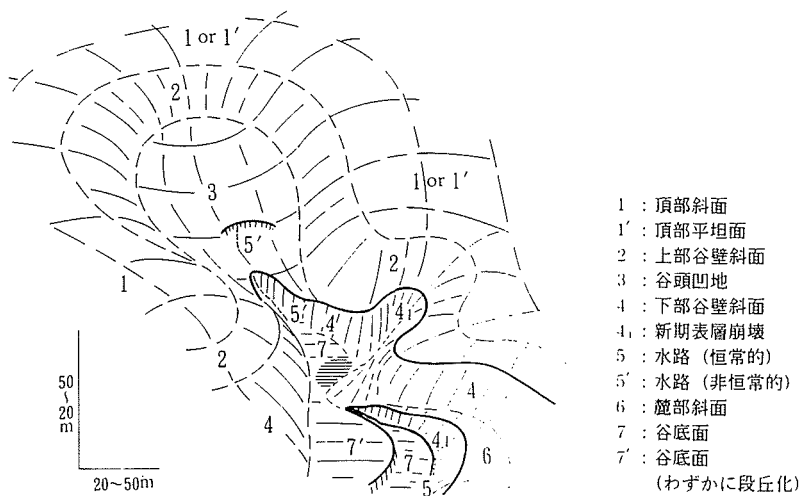 1 or 1′
2
3
1 or 1′
5′
2
1
5′
4′
4₁
7
2
4
4
7′
7
4₁
6
5
50
〜
20
m
20〜50m
1 : 頂部斜面
1′ : 頂部平坦面
2 : 上部谷壁斜面
3 : 谷頭凹地
4 : 下部谷壁斜面
4₁ : 新期表層崩壊
5 : 水路 (恒常的)
5′ : 水路 (非恒常的)
6 : 麓部斜面
7 : 谷底面
7′ : 谷底面
(わずかに段丘化)